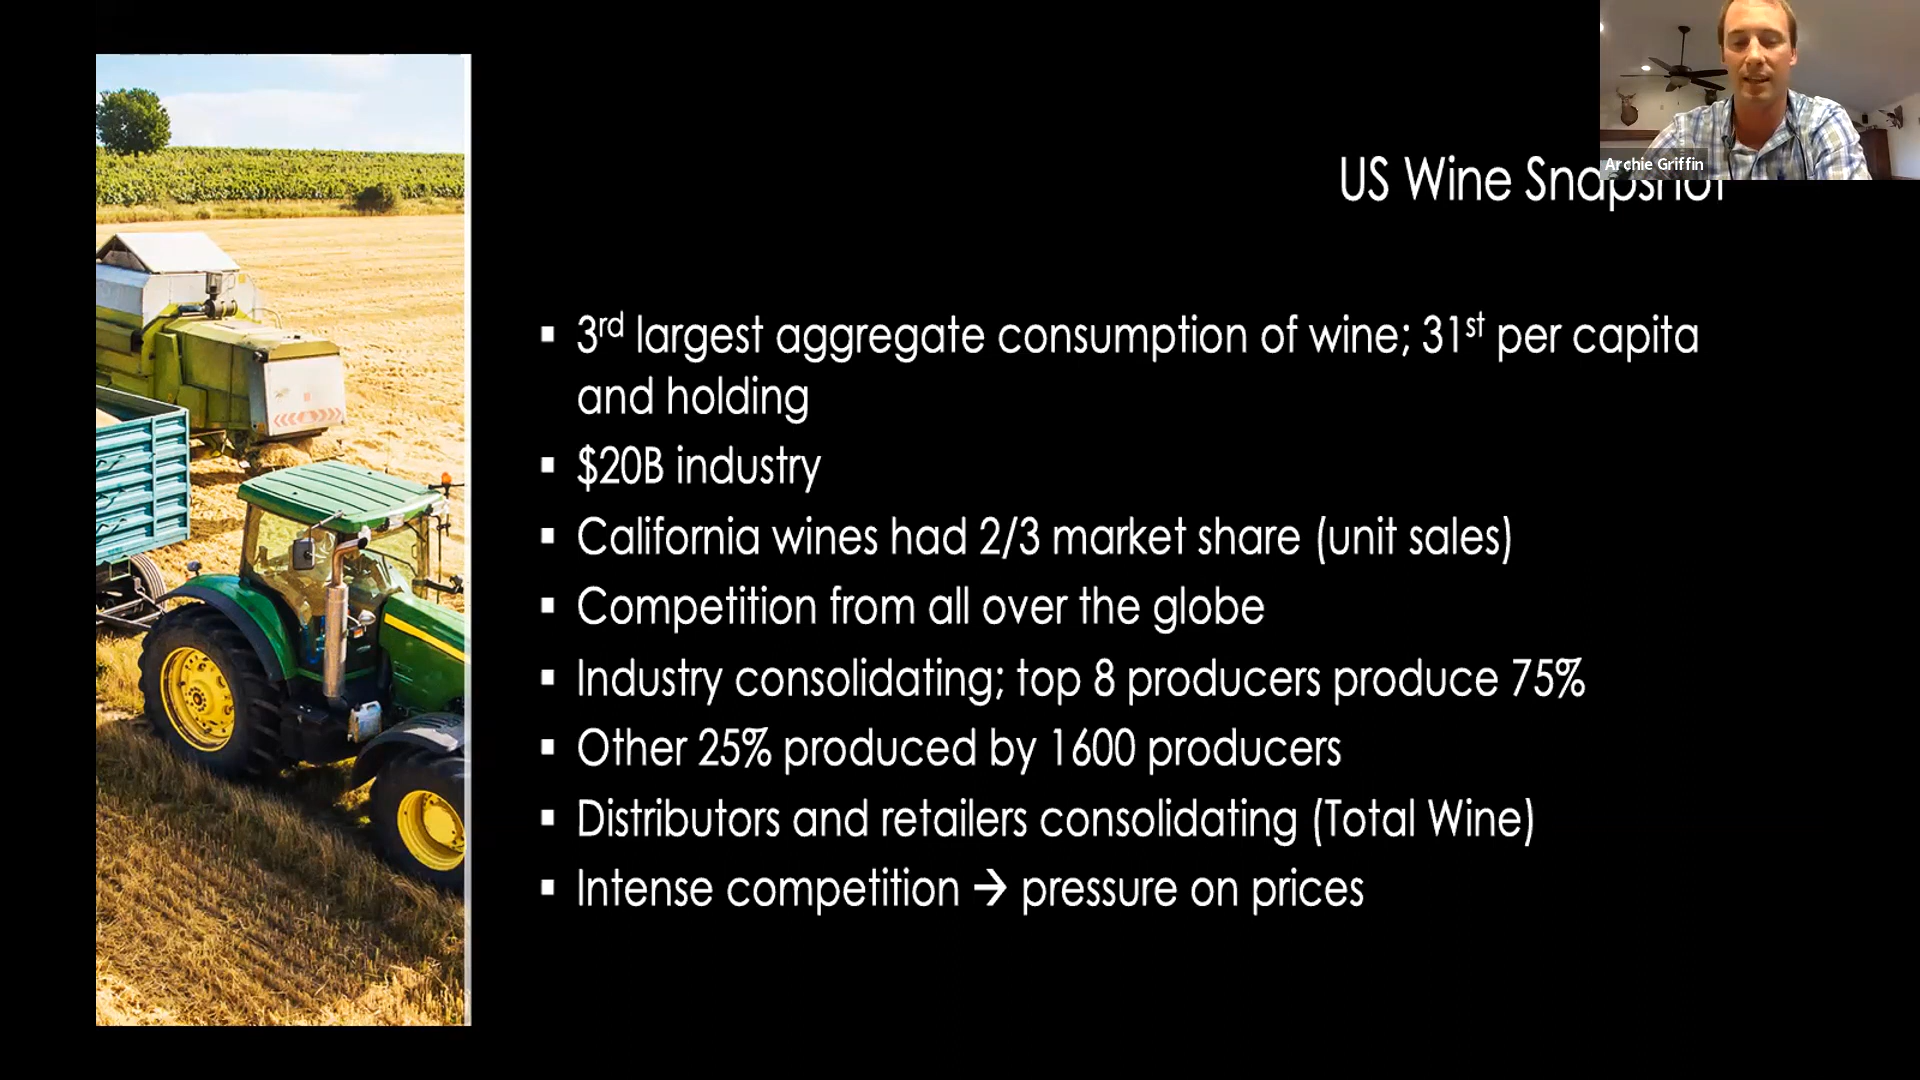 Archie Griffin
US Wine Snapshot
▪ 3rd largest aggregate consumption of wine; 31st per capita
and holding
▪ $20B industry
▪ California wines had 2/3 market share (unit sales)
▪ Competition from all over the globe
▪ Industry consolidating; top 8 producers produce 75%
▪ Other 25% produced by 1600 producers
▪ Distributors and retailers consolidating (Total Wine)
▪ Intense competition → pressure on prices